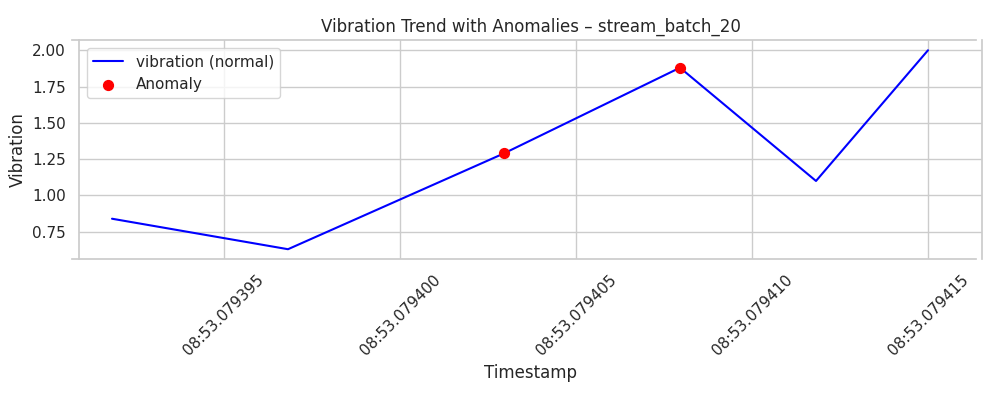 Vibration Trend with Anomalies – stream_batch_20
vibration (normal)
Anomaly
Vibration
2.00
1.75
1.50
1.25
1.00
0.75
08:53.079395
08:53.079400
08:53.079405
08:53.079410
08:53.079415
Timestamp